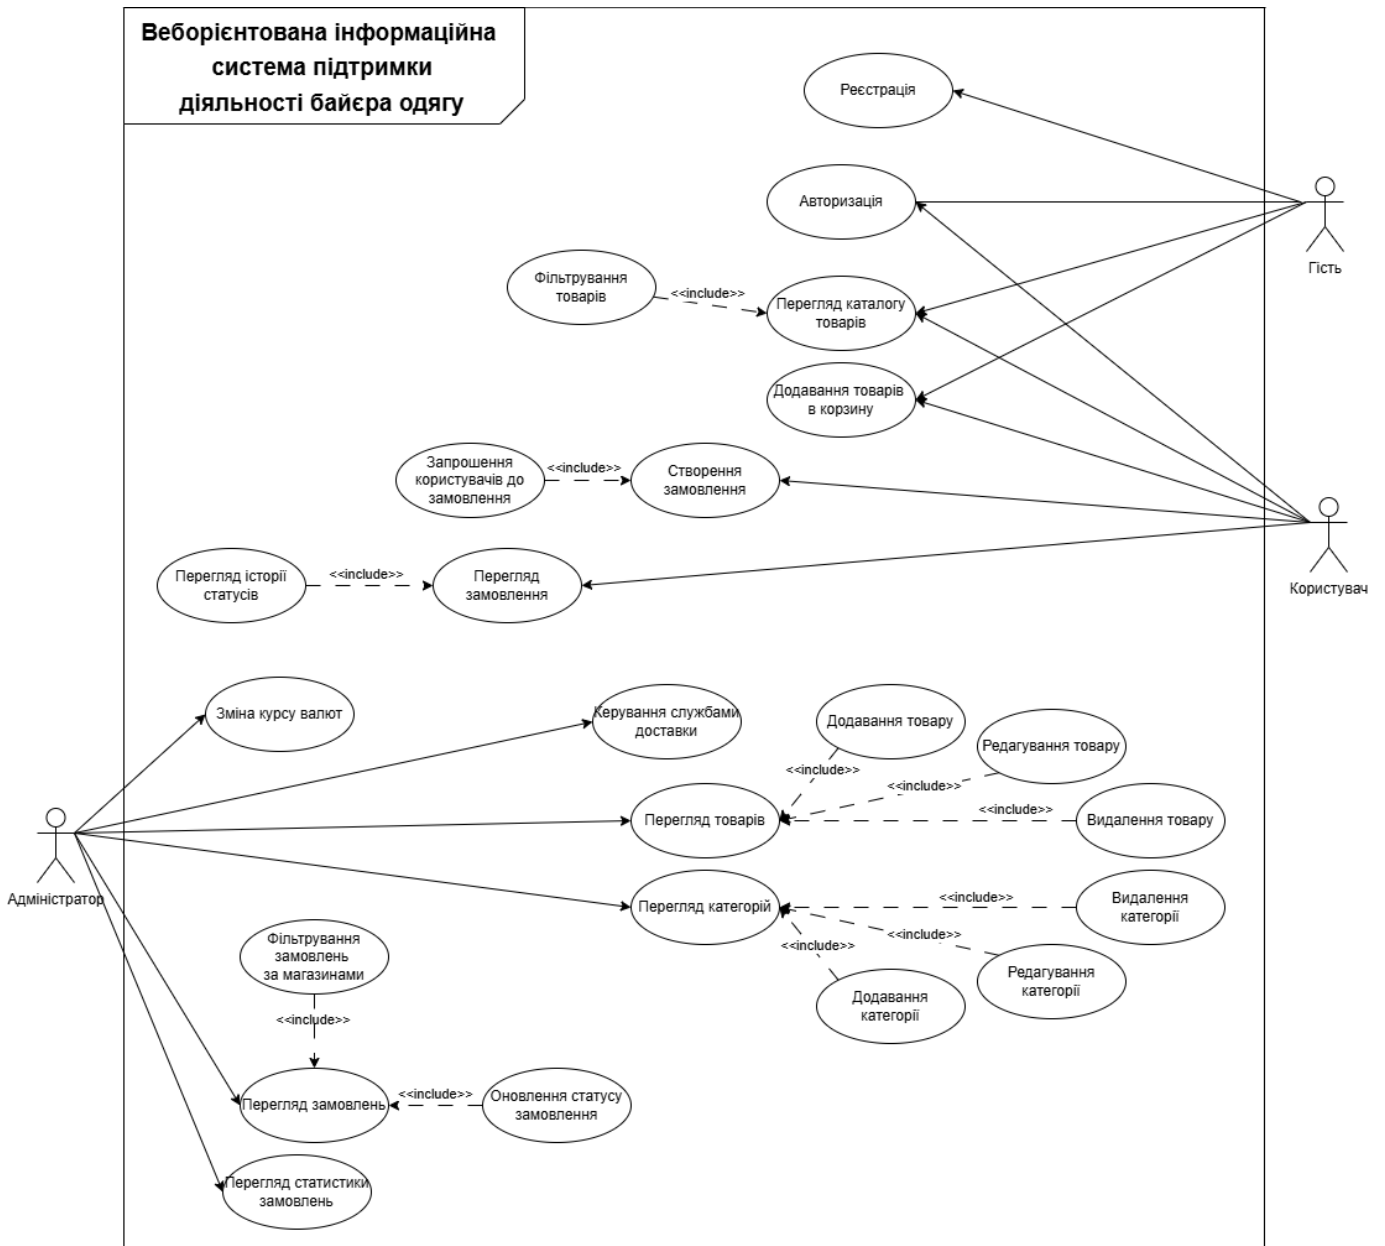 Веборієнтована інформаційна
система підтримки
діяльності байєра одягу
Реєстрація
Авторизація
Гість
Фільтрування
товарів
<<include>>
Перегляд каталогу
товарів
Додавання товарів
в корзину
Запрошення
користувачів до
замовлення
<<include>>
Створення
замовлення
Користувач
Перегляд історії
статусів
<<include>>
Перегляд
замовлення
Зміна курсу валют
Керування службами
доставки
Додавання товару
Редагування товару
<<include>>
<<include>>
<<include>>
Перегляд товарів
Видалення товару
Адміністратор
Перегляд категорій
<<include>>
Видалення
категорії
<<include>>
<<include>>
Редагування
категорії
Додавання
категорії
Фільтрування
замовлень
за магазинами
<<include>>
Перегляд замовлень
<<include>>
Оновлення статусу
замовлення
Перегляд статистики
замовлень